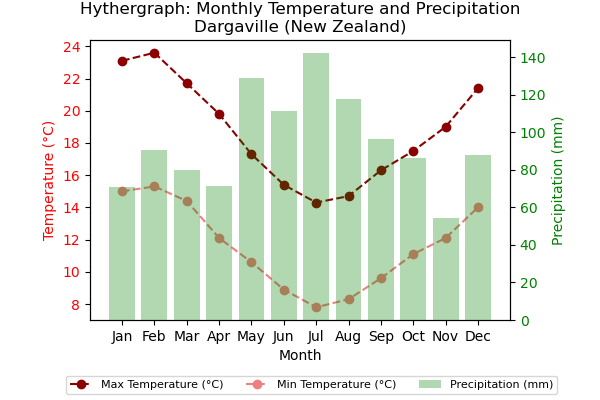 Hythergraph: Monthly Temperature and Precipitation
Dargaville (New Zealand)
24
22
20
18
16
14
12
10
8
Temperature (°C)
140
120
100
80
60
40
20
0
Precipitation (mm)
Jan Feb Mar Apr May Jun Jul Aug Sep Oct Nov Dec
Month
Max Temperature (°C) Min Temperature (°C) Precipitation (mm)